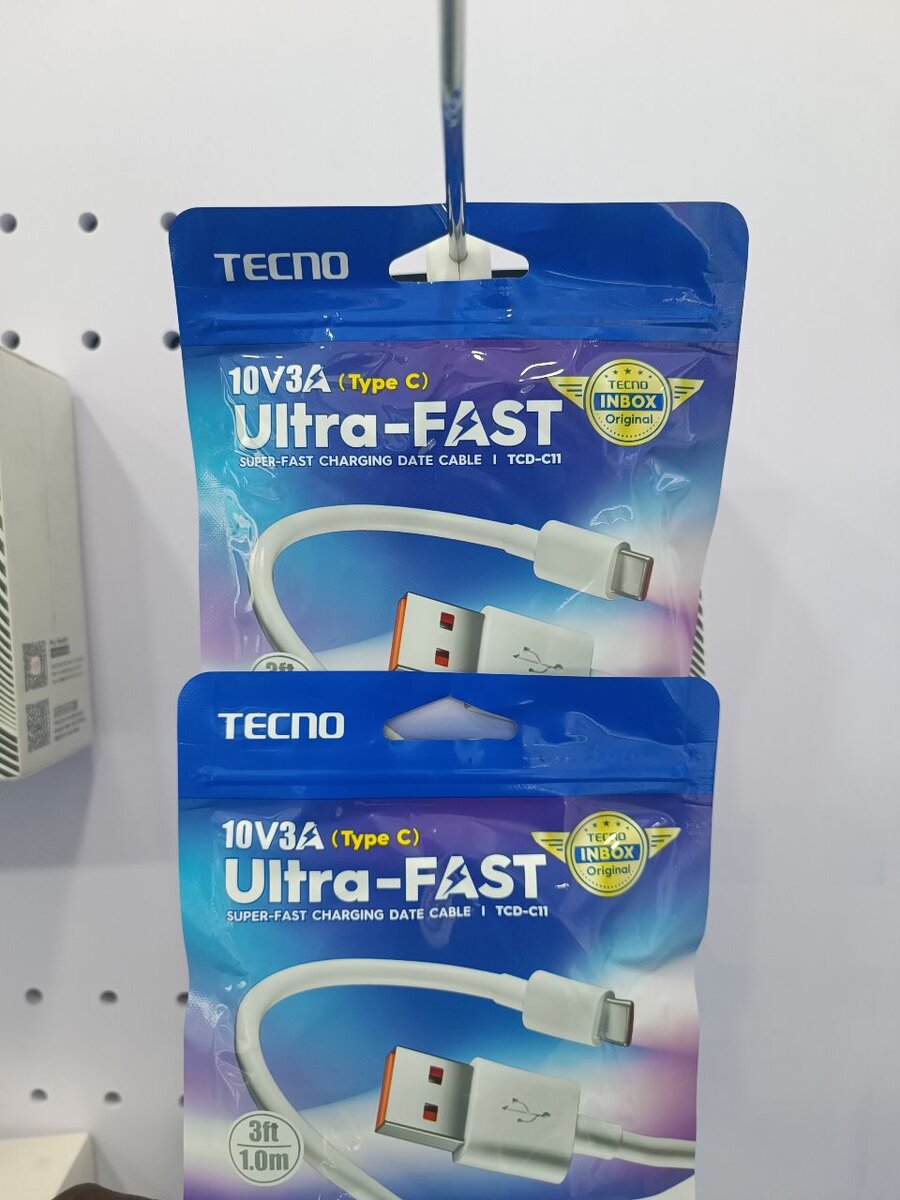 TECNO
10V3A (Type C)
Ultra-FAST
SUPER-FAST CHARGING DATE CABLE | TCD-C11
TECNO
INBOX
Original
3ft
TECNO
10V3A (Type C)
Ultra-FAST
SUPER-FAST CHARGING DATE CABLE | TCD-C11
TECNO
INBOX
Original
3ft
1.0m